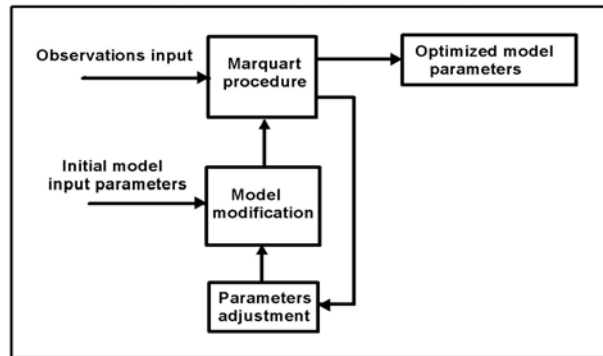 Observations input
Marquart
procedure
Optimized model
parameters
Initial model
input parameters
Model
modification
Parameters
adjustment